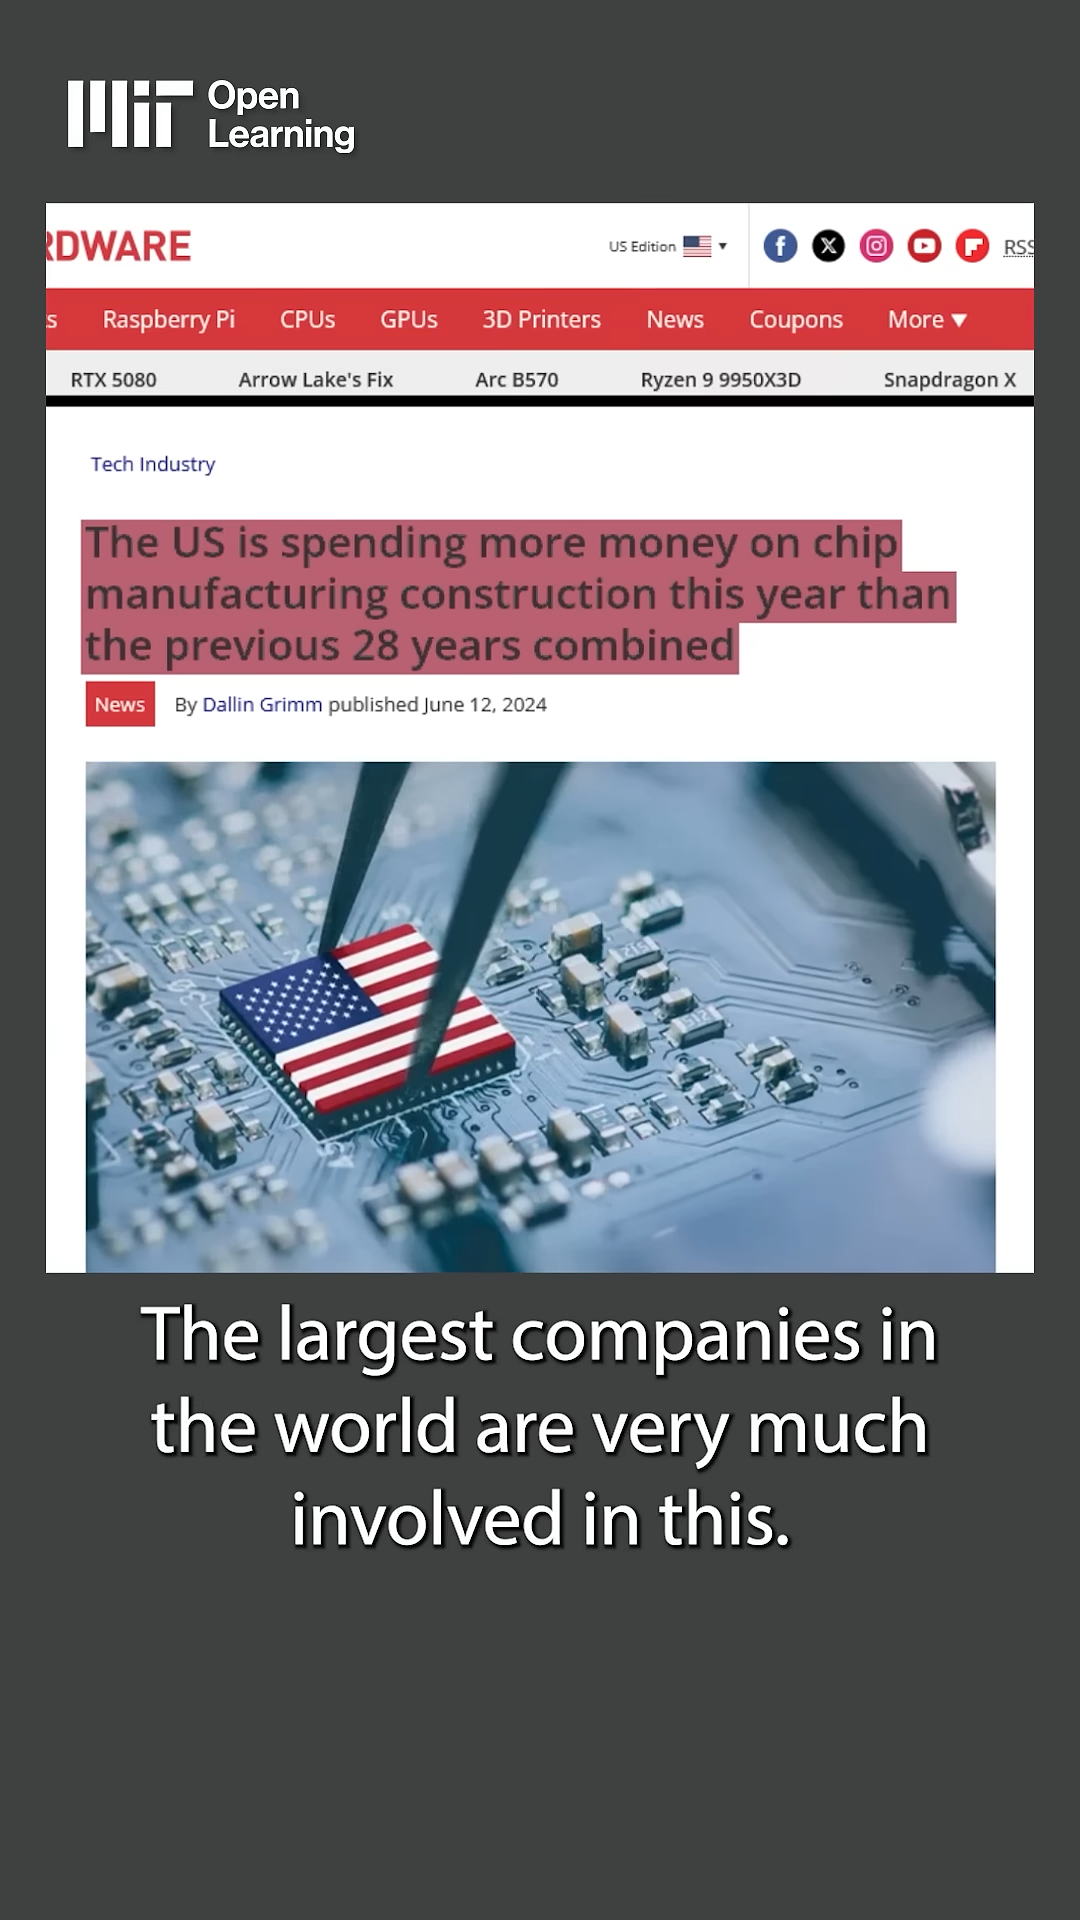 MIT Open
Learning
RDWARE
US Edition
RSS
s Raspberry Pi CPUs GPUs 3D Printers News Coupons More
RTX 5080 Arrow Lake's Fix Arc B570 Ryzen 9 9950X3D Snapdragon X
Tech Industry
The US is spending more money on chip
manufacturing construction this year than
the previous 28 years combined
News By Dallin Grimm published June 12, 2024
The largest companies in
the world are very much
involved in this.